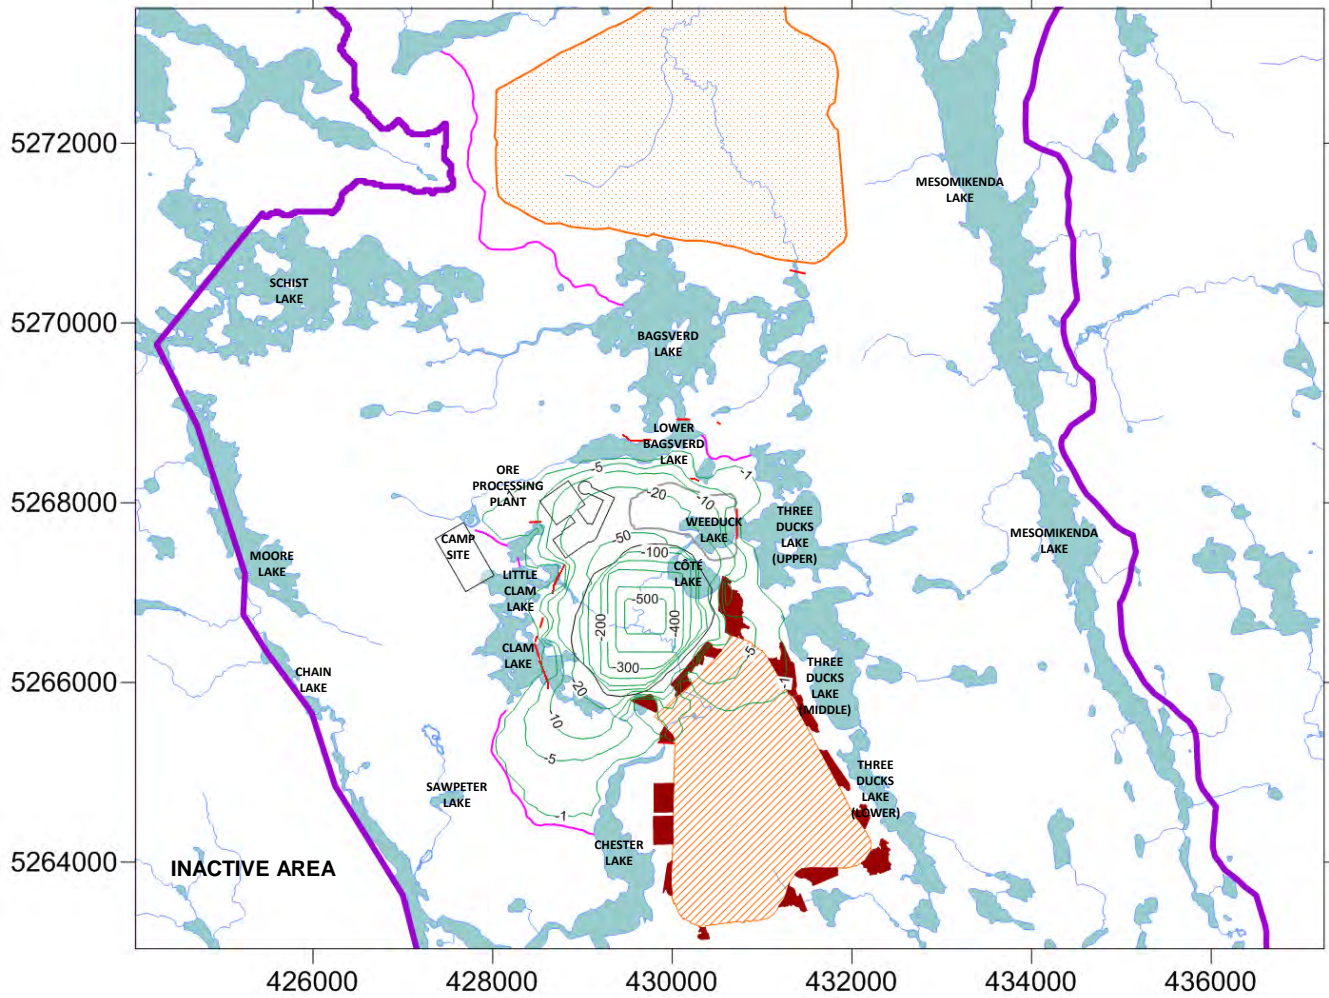 5272000
MESOMIKENDA
LAKE
SCHIST
LAKE
5270000
BAGSVERD
LAKE
LOWER
BAGSVERD
LAKE
ORE
PROCESSING
PLANT
-5
-1
-20
-10
5268000
THREE
DUCKS
LAKE
(UPPER)
WEEDUCK
LAKE
CAMP
SITE
-50
-100
MESOMIKENDA
LAKE
MOORE
LAKE
CÔTÉ
LAKE
LITTLE
CLAM
LAKE
-500
-200
-400
CLAM
LAKE
-300
-5
5266000
CHAIN
LAKE
THREE
DUCKS
LAKE
(MIDDLE)
-1
20
10
-5
SAWPETER
LAKE
THREE
DUCKS
LAKE
(LOWER)
-1
CHESTER
LAKE
5264000
INACTIVE AREA
426000
428000
430000
432000
434000
436000